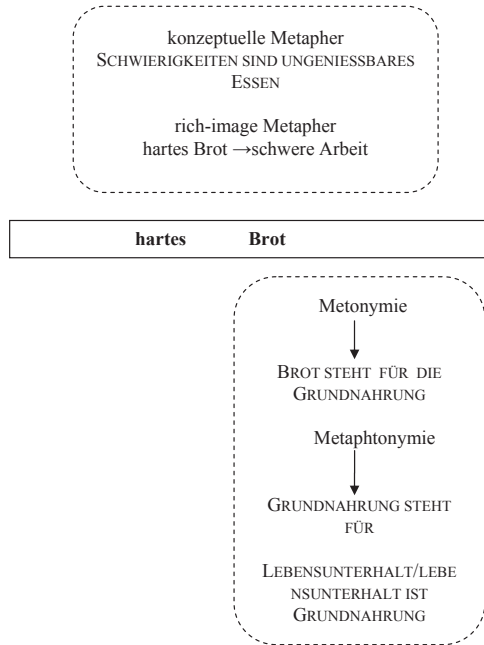 konzeptuelle Metapher
SCHWIERIGKEITEN SIND UNGENIESSBARES
ESSEN
rich-image Metapher
hartes Brot →schwere Arbeit
hartes Brot
Metonymie
BROT STEHT FÜR DIE
GRUNDNAHRUNG
Metaphtonymie
GRUNDNAHRUNG STEHT
FÜR
LEBENSUNTERHALT/LEBE
NSUNTERHALT IST
GRUNDNAHRUNG